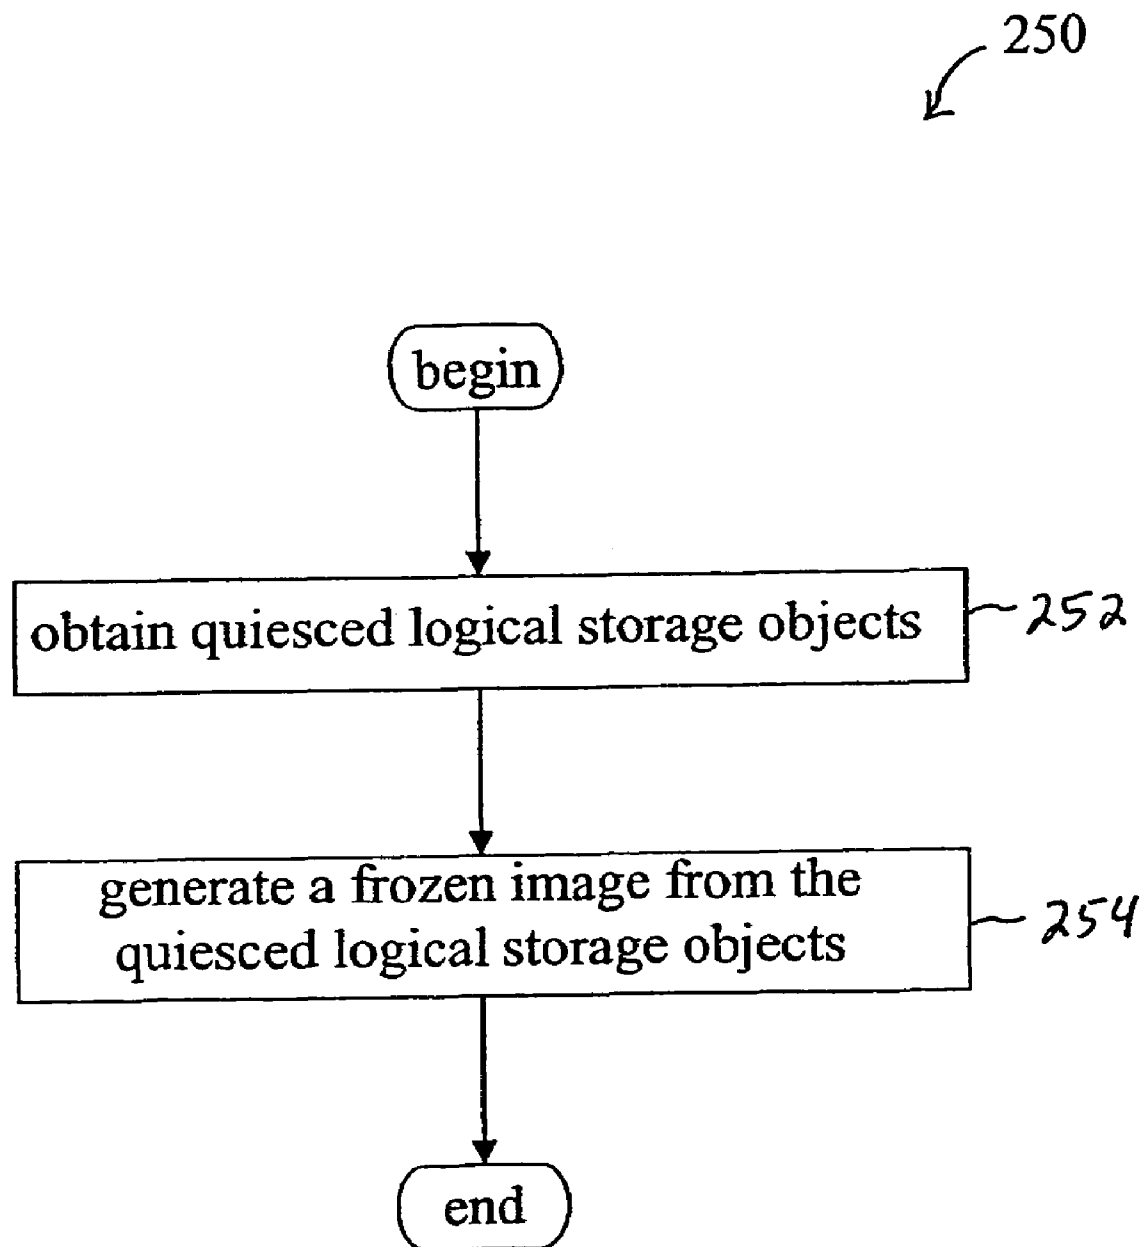 250
begin
obtain quiesced logical storage objects
252
generate a frozen image from the
quiesced logical storage objects
254
end